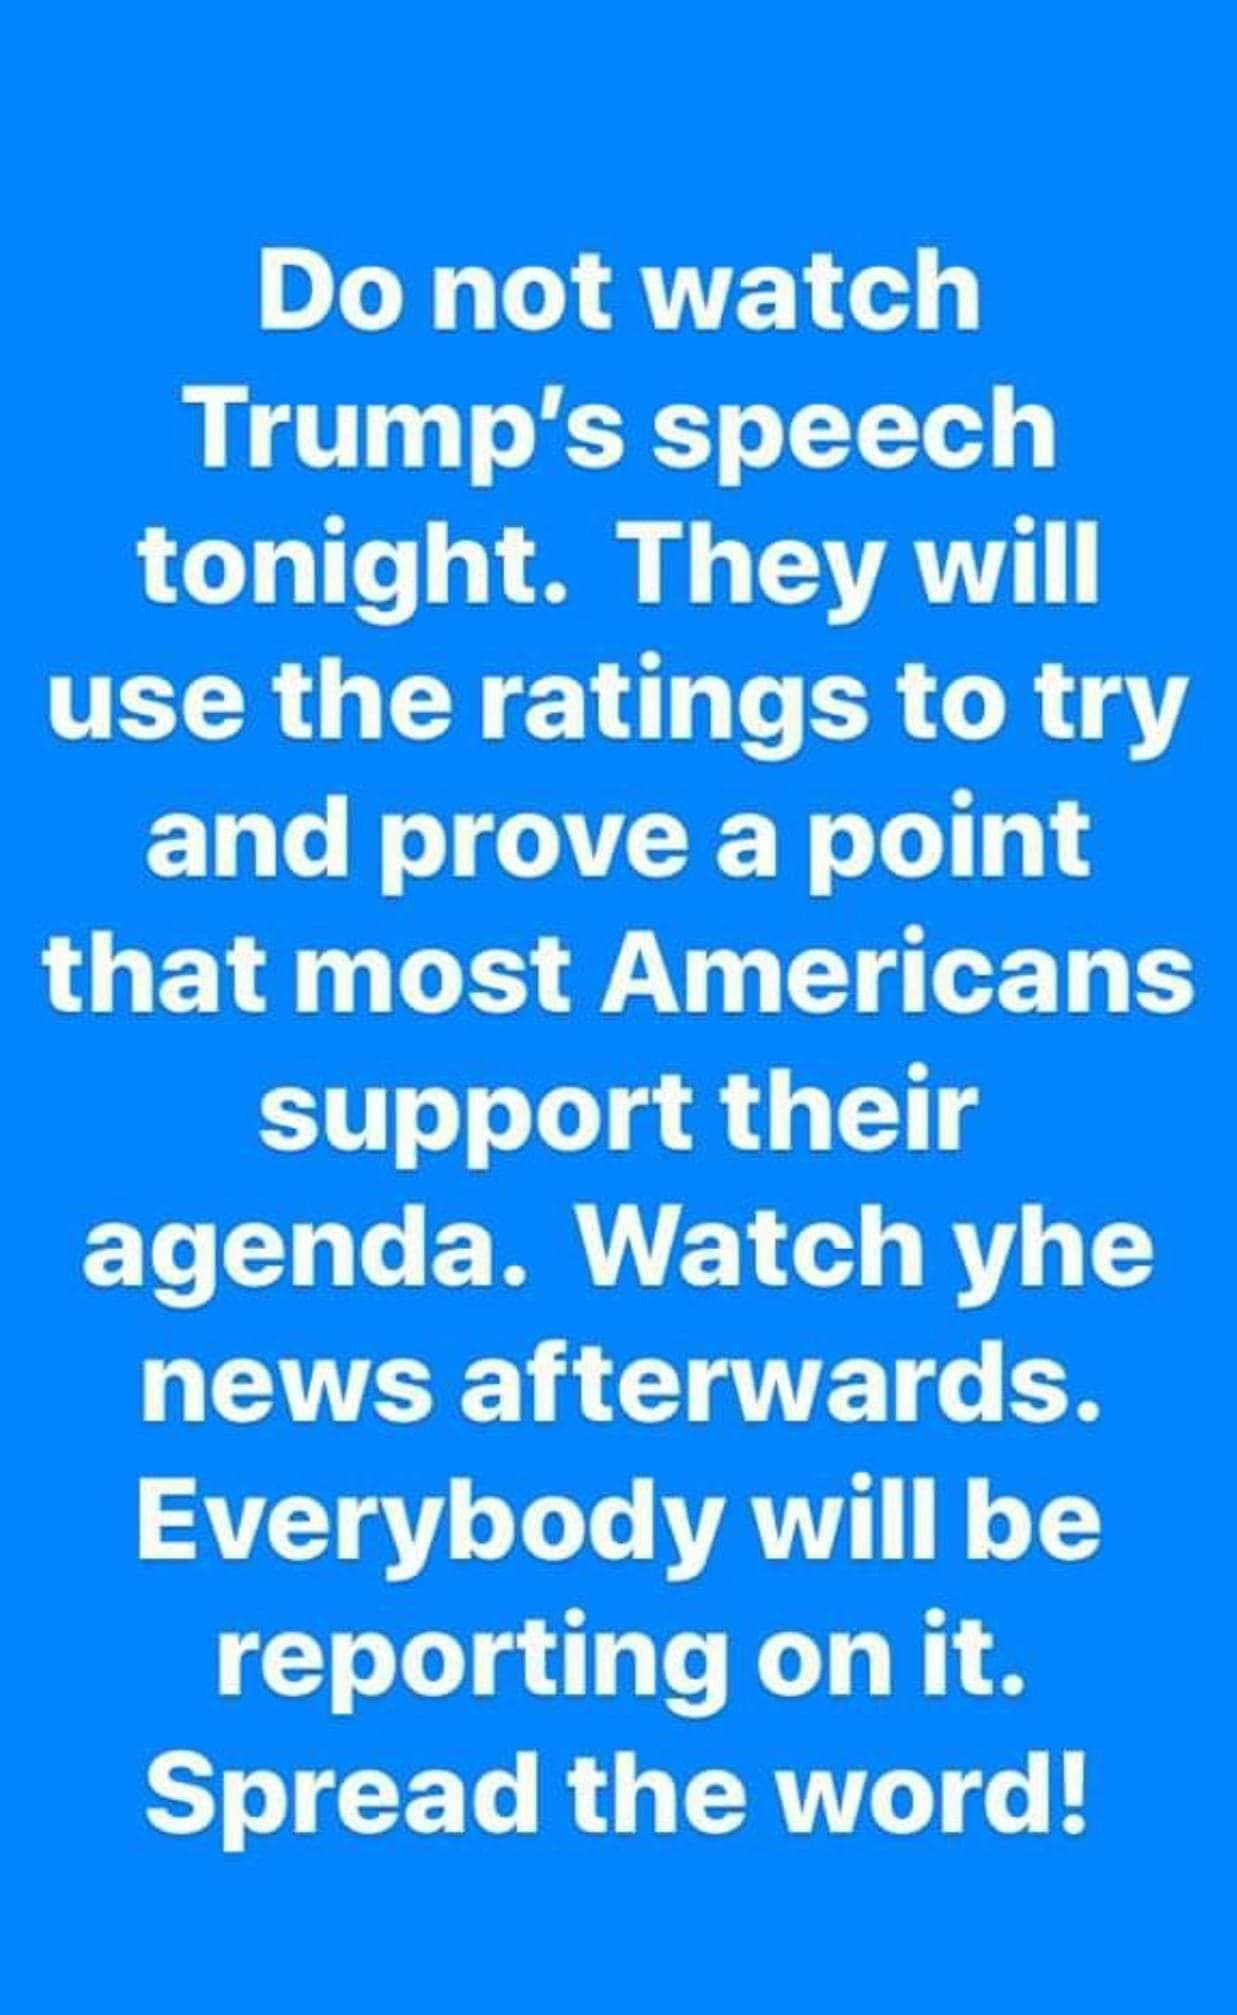 Do not watch
Trump’s speech
tonight.  They will
use the ratings to try
and prove a point
that most Americans
support their
agenda.  Watch yhe
news afterwards.
Everybody will be
reporting on it.
Spread the word!